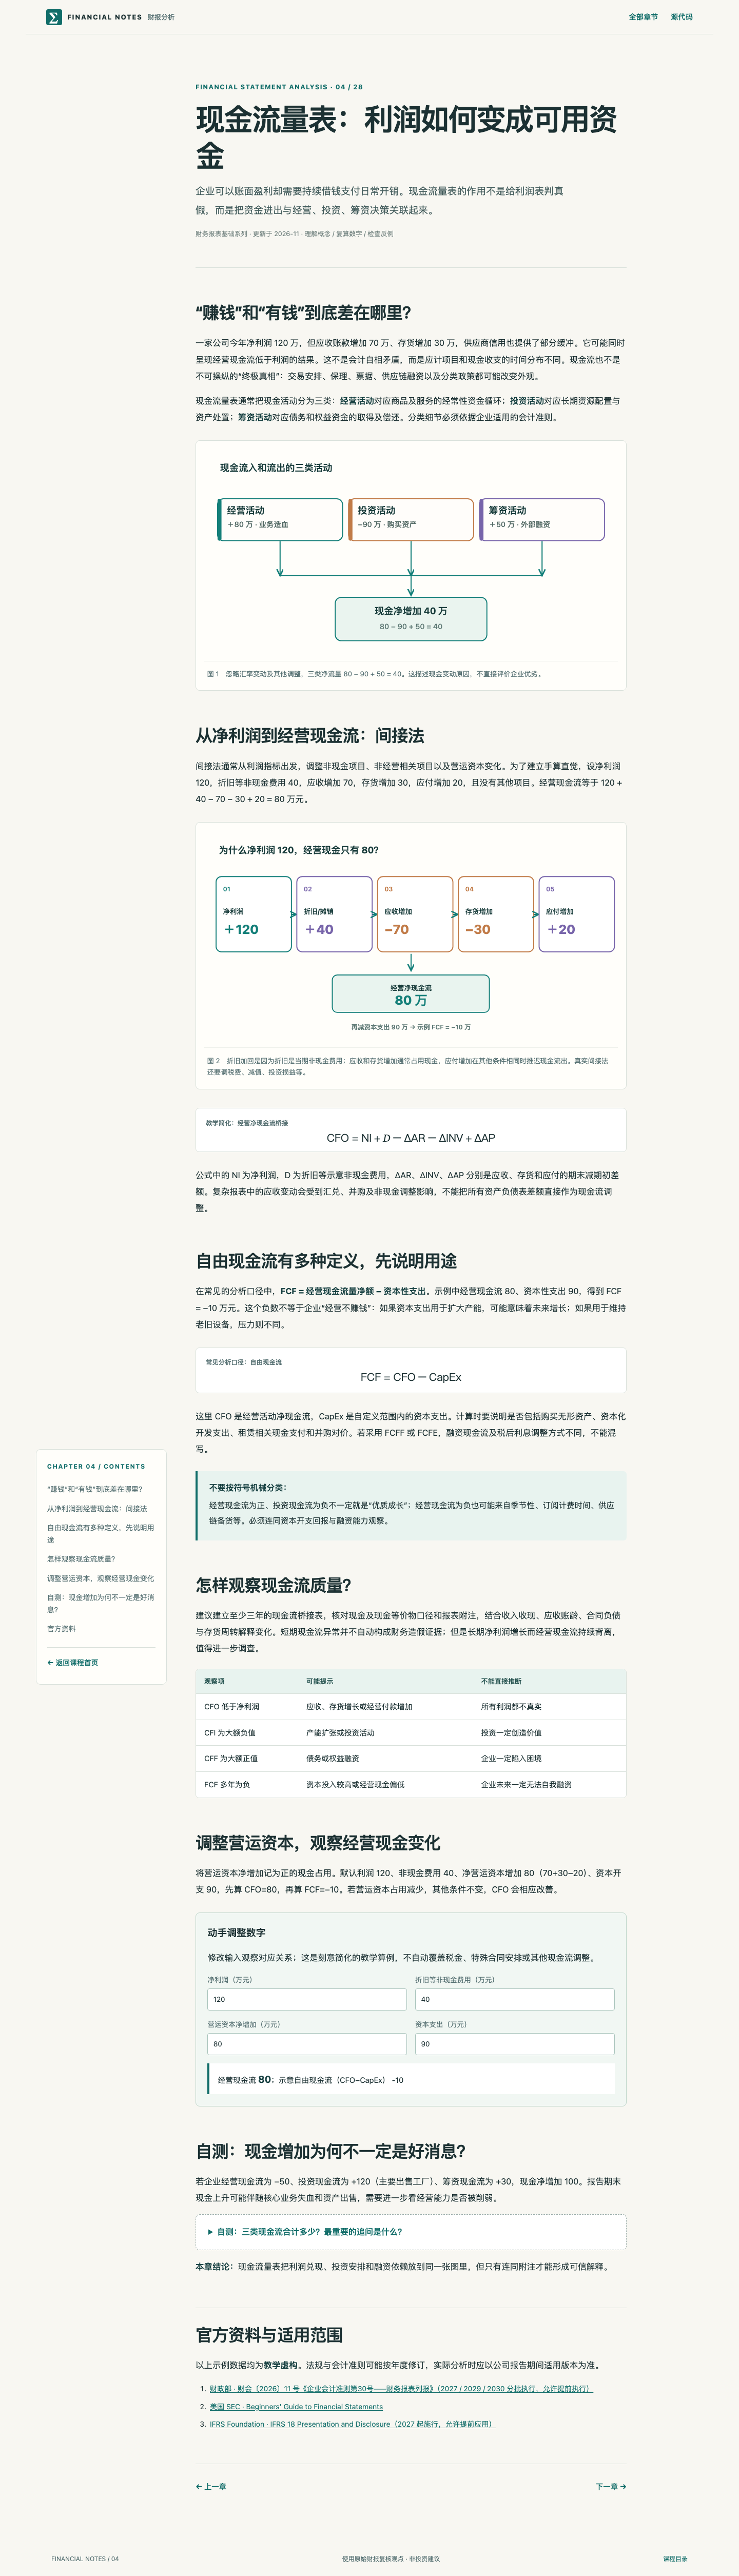 FINANCIAL NOTES 财报分析
全部章节 源代码
FINANCIAL STATEMENT ANALYSIS · 04 / 28
现金流量表：利润如何变成可用资
金
企业可以账面盈利却需要持续借钱支付日常开销。现金流量表的作用不是给利润表判真
假，而是把资金进出与经营、投资、筹资决策关联起来。
财务报表基础系列 · 更新于 2026-11 · 理解概念 / 复算数字 / 检查反例
“赚钱”和“有钱”到底差在哪里？
一家公司今年净利润 120 万，但应收账款增加 70 万、存货增加 30 万，供应商信用也提供了部分缓冲。它可能同时
呈现经营现金流低于利润的结果。这不是会计自相矛盾，而是应计项目和现金收支的时间分布不同。现金流也不是
不可操纵的“终极真相”：交易安排、保理、票据、供应链融资以及分类政策都可能改变外观。
现金流量表通常把现金活动分为三类：经营活动对应商品及服务的经常性资金循环；投资活动对应长期资源配置与
资产处置；筹资活动对应债务和权益资金的取得及偿还。分类细节必须依据企业适用的会计准则。
现金流入和流出的三类活动
经营活动
＋80 万 · 业务造血
投资活动
−90 万 · 购买资产
筹资活动
＋50 万 · 外部融资
现金净增加 40 万
80 − 90 + 50 = 40
图 1 忽略汇率变动及其他调整，三类净流量 80 − 90 + 50 = 40。这描述现金变动原因，不直接评价企业优劣。
从净利润到经营现金流：间接法
间接法通常从利润指标出发，调整非现金项目、非经营相关项目以及营运资本变化。为了建立手算直觉，设净利润
120，折旧等非现金费用 40，应收增加 70，存货增加 30，应付增加 20，且没有其他项目。经营现金流等于 120 +
40 − 70 − 30 + 20 = 80 万元。
为什么净利润 120，经营现金只有 80？
01
净利润
＋120
02
折旧/摊销
＋40
03
应收增加
−70
04
存货增加
−30
05
应付增加
＋20
经营净现金流
80 万
再减资本支出 90 万 → 示例 FCF = −10 万
图 2 折旧加回是因为折旧是当期非现金费用；应收和存货增加通常占用现金，应付增加在其他条件相同时推迟现金流出。真实间接法
还要调税费、减值、投资损益等。
教学简化：经营净现金流桥接
CFO = NI + D − ΔAR − ΔINV + ΔAP
公式中的 NI 为净利润，D 为折旧等示意非现金费用，ΔAR、ΔINV、ΔAP 分别是应收、存货和应付的期末减期初差
额。复杂报表中的应收变动会受到汇兑、并购及非现金调整影响，不能把所有资产负债表差额直接作为现金流调
整。
自由现金流有多种定义，先说明用途
在常见的分析口径中，FCF = 经营现金流量净额 − 资本性支出。示例中经营现金流 80、资本性支出 90，得到 FCF
= −10 万元。这个负数不等于企业“经营不赚钱”：如果资本支出用于扩大产能，可能意味着未来增长；如果用于维持
老旧设备，压力则不同。
常见分析口径：自由现金流
FCF = CFO − CapEx
这里 CFO 是经营活动净现金流，CapEx 是自定义范围内的资本支出。计算时要说明是否包括购买无形资产、资本化
开发支出、租赁相关现金支付和并购对价。若采用 FCFF 或 FCFE，融资现金流及税后利息调整方式不同，不能混
写。
不要按符号机械分类：
经营现金流为正、投资现金流为负不一定就是“优质成长”；经营现金流为负也可能来自季节性、订阅计费时间、供应
链备货等。必须连同资本开支回报与融资能力观察。
CHAPTER 04 / CONTENTS
“赚钱”和“有钱”到底差在哪里？
从净利润到经营现金流：间接法
自由现金流有多种定义，先说明用
途
怎样观察现金流质量？
调整营运资本，观察经营现金变化
自测：现金增加为何不一定是好消
息？
官方资料
← 返回课程首页
怎样观察现金流质量？
建议建立至少三年的现金流桥接表，核对现金及现金等价物口径和报表附注，结合收入收现、应收账龄、合同负债
与存货周转解释变化。短期现金流异常并不自动构成财务造假证据；但是长期净利润增长而经营现金流持续背离，
值得进一步调查。
观察项 可能提示 不能直接推断
CFO 低于净利润 应收、存货增长或经营付款增加 所有利润都不真实
CFI 为大额负值 产能扩张或投资活动 投资一定创造价值
CFF 为大额正值 债务或权益融资 企业一定陷入困境
FCF 多年为负 资本投入较高或经营现金偏低 企业未来一定无法自我融资
调整营运资本，观察经营现金变化
将营运资本净增加记为正的现金占用。默认利润 120、非现金费用 40、净营运资本增加 80（70+30−20）、资本开
支 90，先算 CFO=80，再算 FCF=−10。若营运资本占用减少，其他条件不变，CFO 会相应改善。
动手调整数字
修改输入观察对应关系；这是刻意简化的教学算例，不自动覆盖税金、特殊合同安排或其他现金流调整。
净利润（万元） 折旧等非现金费用（万元）
120 40
营运资本净增加（万元） 资本支出（万元）
80 90
经营现金流 80；示意自由现金流（CFO−CapEx） -10
自测：现金增加为何不一定是好消息？
若企业经营现金流为 −50、投资现金流为 +120（主要出售工厂）、筹资现金流为 +30，现金净增加 100。报告期末
现金上升可能伴随核心业务失血和资产出售，需要进一步看经营能力是否被削弱。
▶ 自测：三类现金流合计多少？最重要的追问是什么？
本章结论：现金流量表把利润兑现、投资安排和融资依赖放到同一张图里，但只有连同附注才能形成可信解释。
官方资料与适用范围
以上示例数据均为教学虚构。法规与会计准则可能按年度修订，实际分析时应以公司报告期间适用版本为准。
1. 财政部 · 财会〔2026〕11 号《企业会计准则第30号——财务报表列报》（2027 / 2029 / 2030 分批执行，允许提前执行）
2. 美国 SEC · Beginners’ Guide to Financial Statements
3. IFRS Foundation · IFRS 18 Presentation and Disclosure（2027 起施行，允许提前应用）
← 上一章 下一章 →
FINANCIAL NOTES / 04 使用原始财报复核观点 · 非投资建议 课程目录